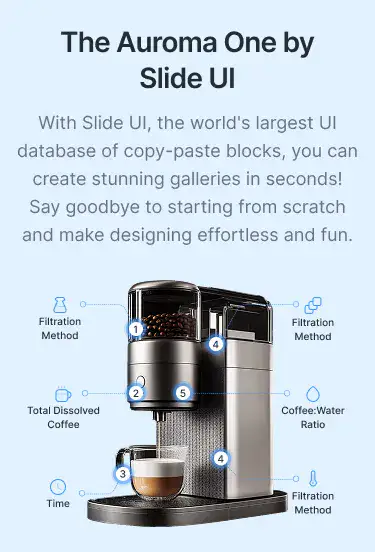 The Auroma One by
Slide UI
With Slide UI, the world's largest UI
database of copy-paste blocks, you can
create stunning galleries in seconds!
Say goodbye to starting from scratch
and make designing effortless and fun.
Filtration
Method
1
4
Filtration
Method
Total Dissolved
Coffee
2
5
Coffee:Water
Ratio
Time
3
4
Filtration
Method